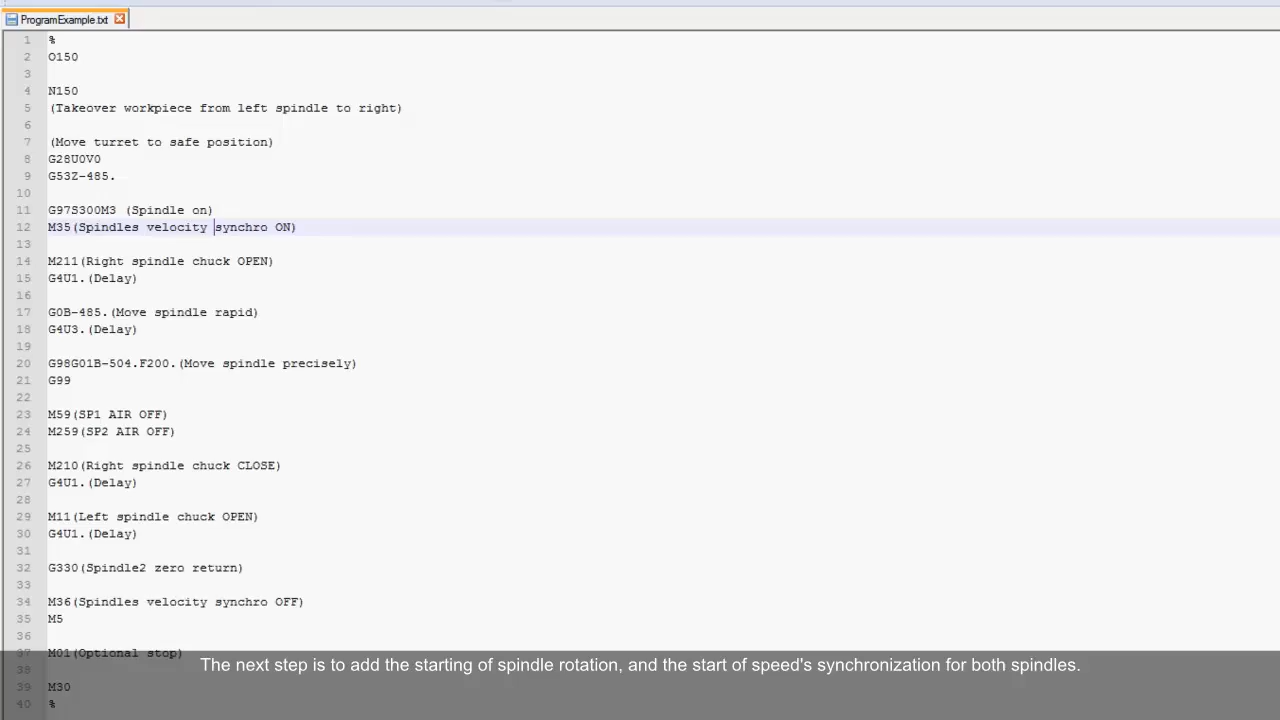 ProgramExample.txt
1 %
2 O150
3
4 N150
5 (Takeover workpiece from left spindle to right)
6
7 (Move turret to safe position)
8 G28U0V0
9 G53Z-485.
10
11 G97S300M3 (Spindle on)
12 M35(Spindles velocity synchro ON)
13
14 M211(Right spindle chuck OPEN)
15 G4U1.(Delay)
16
17 G0B-485.(Move spindle rapid)
18 G4U3.(Delay)
19
20 G98G01B-504.F200.(Move spindle precisely)
21 G99
22
23 M59(SP1 AIR OFF)
24 M259(SP2 AIR OFF)
25
26 M210(Right spindle chuck CLOSE)
27 G4U1.(Delay)
28
29 M11(Left spindle chuck OPEN)
30 G4U1.(Delay)
31
32 G330(Spindle2 zero return)
33
34 M36(Spindles velocity synchro OFF)
35 M5
36
37 M01(Optional stop)
The next step is to add the starting of spindle rotation, and the start of speed's synchronization for both spindles.
38
39 M30
40 %